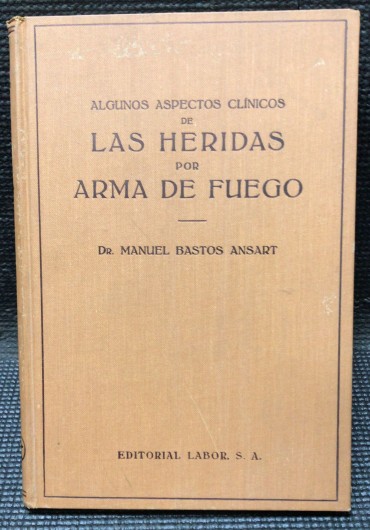 ALGUNOS ASPECTOS CLÍNICOS
DE
LAS HERIDAS
POR
ARMA DE FUEGO
DR. MANUEL BASTOS ANSART
EDITORIAL LABOR, S. A.